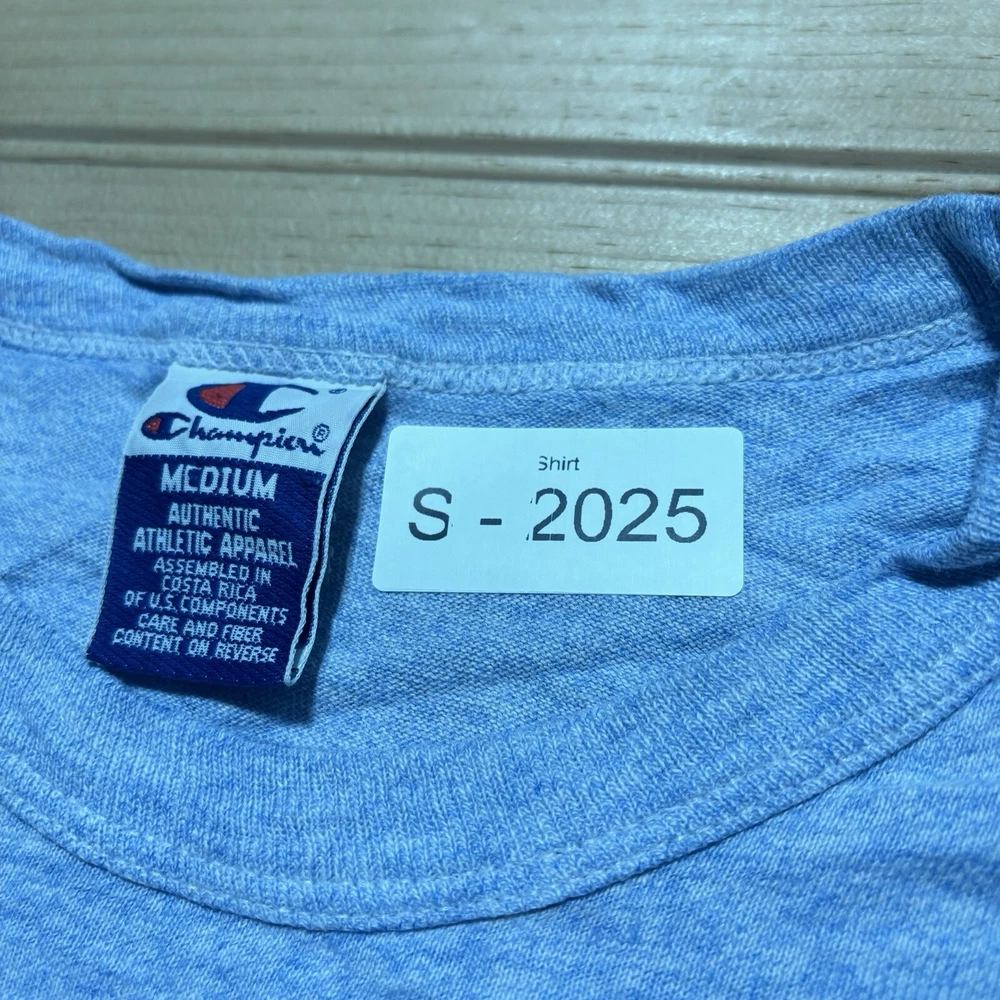 Champion®
MEDIUM
AUTHENTIC
ATHLETIC APPAREL
ASSEMBLED IN
COSTA RICA
OF U.S. COMPONENTS
CARE AND FIBER
CONTENT ON REVERSE
Shirt
S - 2025